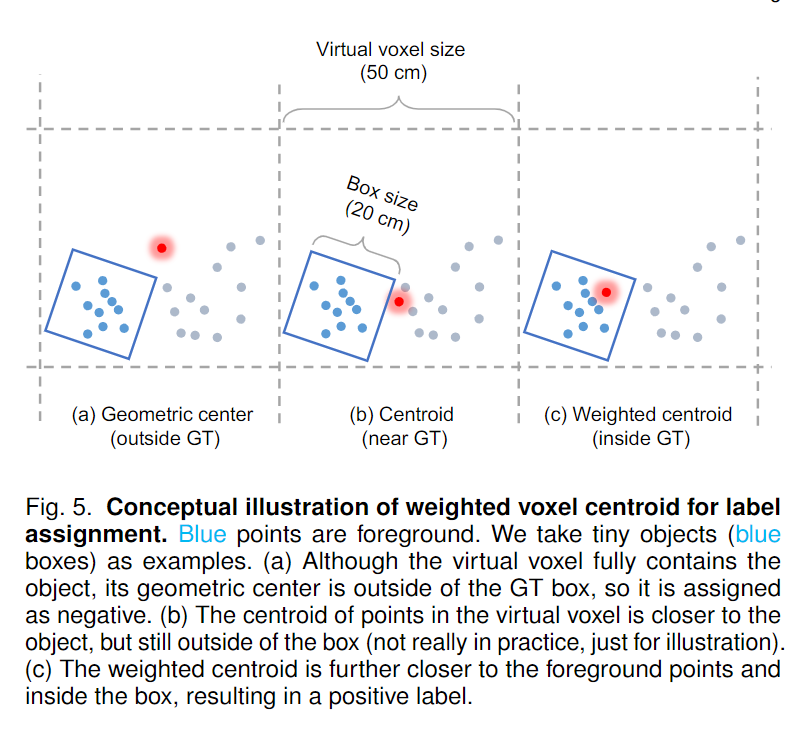 Virtual voxel size
(50 cm)
Box size
(20 cm)
(a) Geometric center
(outside GT)
(b) Centroid
(near GT)
(c) Weighted centroid
(inside GT)
Fig. 5. Conceptual illustration of weighted voxel centroid for label
assignment. Blue points are foreground. We take tiny objects (blue
boxes) as examples. (a) Although the virtual voxel fully contains the
object, its geometric center is outside of the GT box, so it is assigned
as negative. (b) The centroid of points in the virtual voxel is closer to the
object, but still outside of the box (not really in practice, just for illustration).
(c) The weighted centroid is further closer to the foreground points and
inside the box, resulting in a positive label.